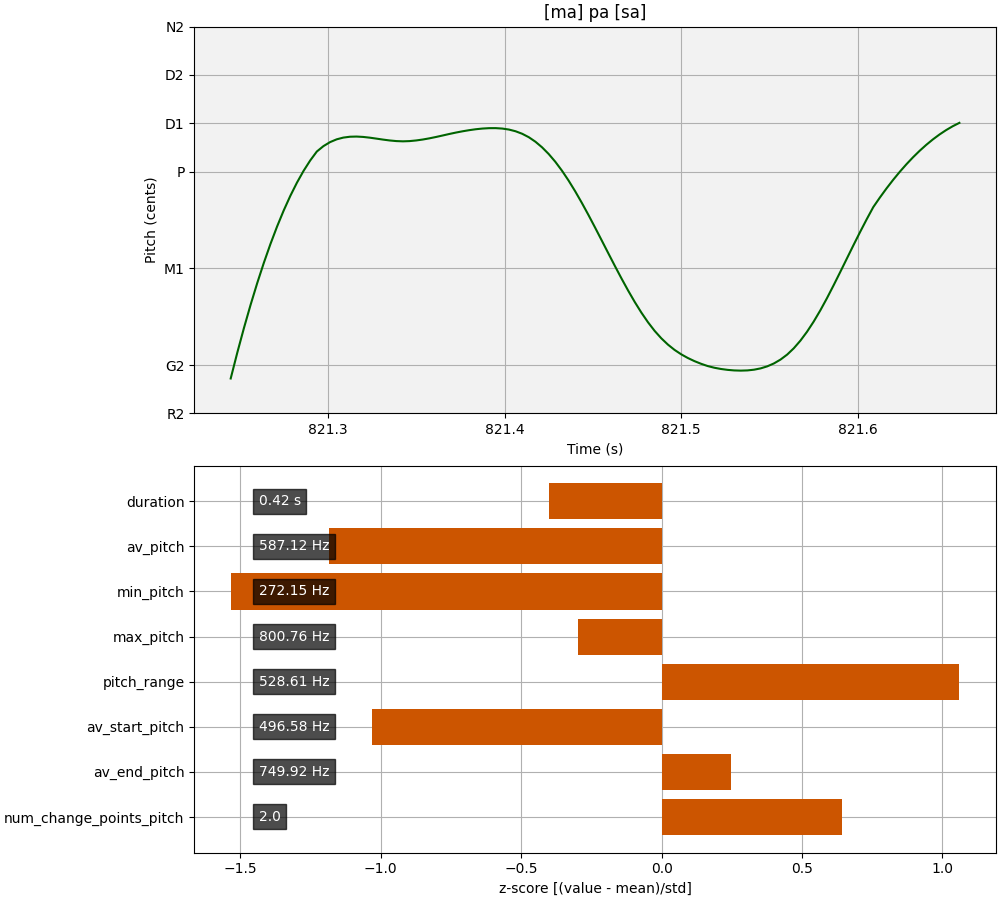 [ma] pa [sa]
N2
D2
D1
P
M1
G2
R2
Pitch (cents)
821.3 821.4 821.5 821.6
Time (s)
duration 0.42 s
av_pitch 587.12 Hz
min_pitch 272.15 Hz
max_pitch 800.76 Hz
pitch_range 528.61 Hz
av_start_pitch 496.58 Hz
av_end_pitch 749.92 Hz
num_change_points_pitch 2.0
−1.5 −1.0 −0.5 0.0 0.5 1.0
z-score [(value - mean)/std]